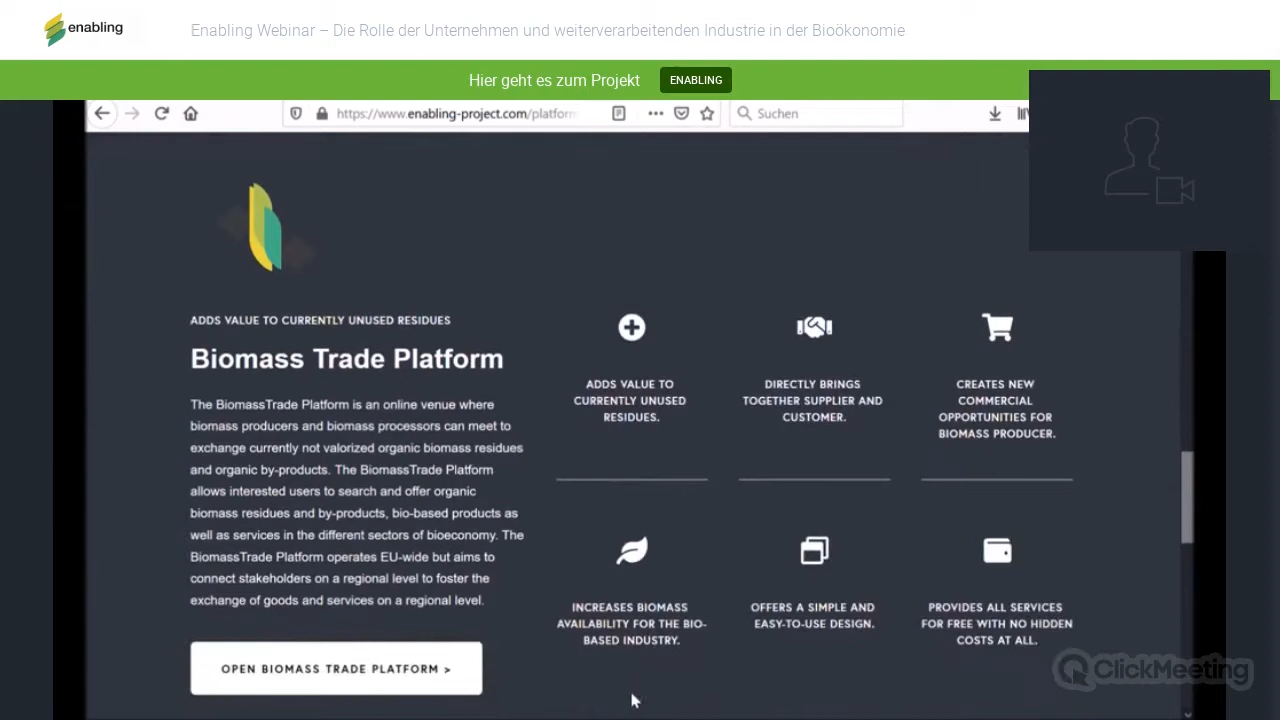 enabling
Enabling Webinar – Die Rolle der Unternehmen und weiterverarbeitenden Industrie in der Bioökonomie
Hier geht es zum Projekt
ENABLING
https://www.enabling-project.com/platform
Suchen
ADDS VALUE TO CURRENTLY UNUSED RESIDUES
Biomass Trade Platform
The BiomassTrade Platform is an online venue where
biomass producers and biomass processors can meet to
exchange currently not valorized organic biomass residues
and organic by-products. The BiomassTrade Platform
allows interested users to search and offer organic
biomass residues and by-products, bio-based products as
well as services in the different sectors of bioeconomy. The
BiomassTrade Platform operates EU-wide but aims to
connect stakeholders on a regional level to foster the
exchange of goods and services on a regional level.
OPEN BIOMASS TRADE PLATFORM >
ADDS VALUE TO
CURRENTLY UNUSED
RESIDUES.
DIRECTLY BRINGS
TOGETHER SUPPLIER AND
CUSTOMER.
CREATES NEW
COMMERCIAL
OPPORTUNITIES FOR
BIOMASS PRODUCER.
INCREASES BIOMASS
AVAILABILITY FOR THE BIO-
BASED INDUSTRY.
OFFERS A SIMPLE AND
EASY-TO-USE DESIGN.
PROVIDES ALL SERVICES
FOR FREE WITH NO HIDDEN
COSTS AT ALL.
ClickMeeting